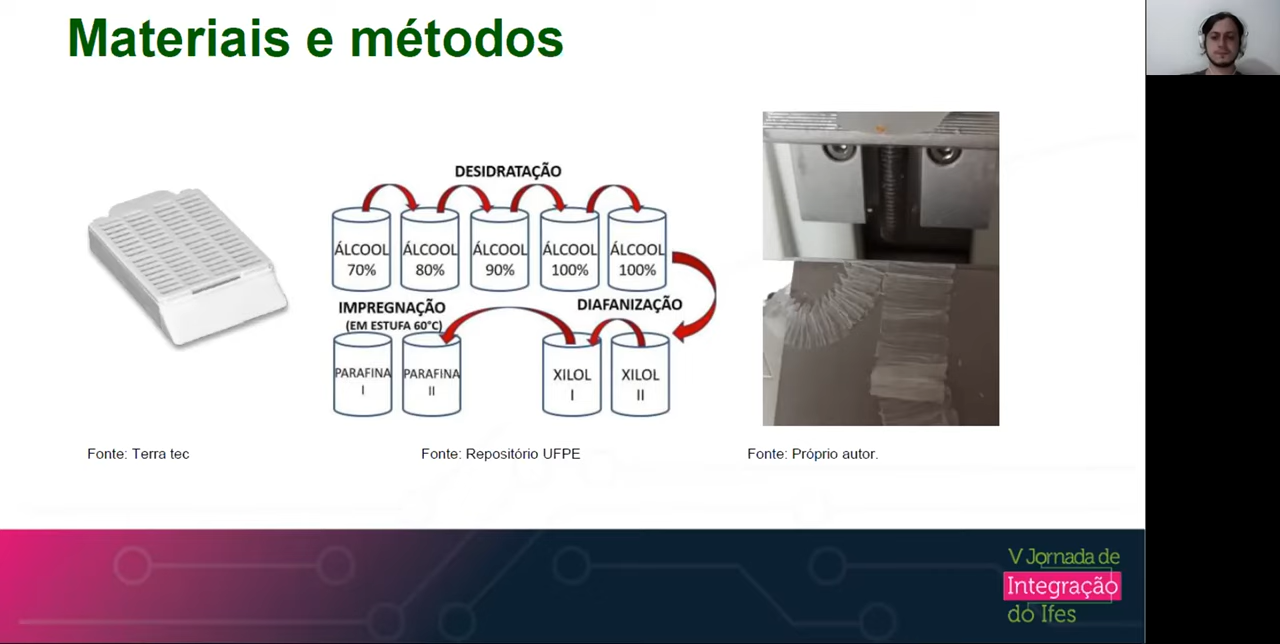 Materiais e métodos
DESIDRATAÇÃO
ÁLCOOL
70%
ÁLCOOL
80%
ÁLCOOL
90%
ÁLCOOL
100%
ÁLCOOL
100%
IMPREGNAÇÃO
(EM ESTUFA 60°C)
DIAFANIZAÇÃO
PARAFINA
I
PARAFINA
II
XILOL
I
XILOL
II
Fonte: Terra tec
Fonte: Repositório UFPE
Fonte: Próprio autor.
V Jornada de
Integração
do Ifes